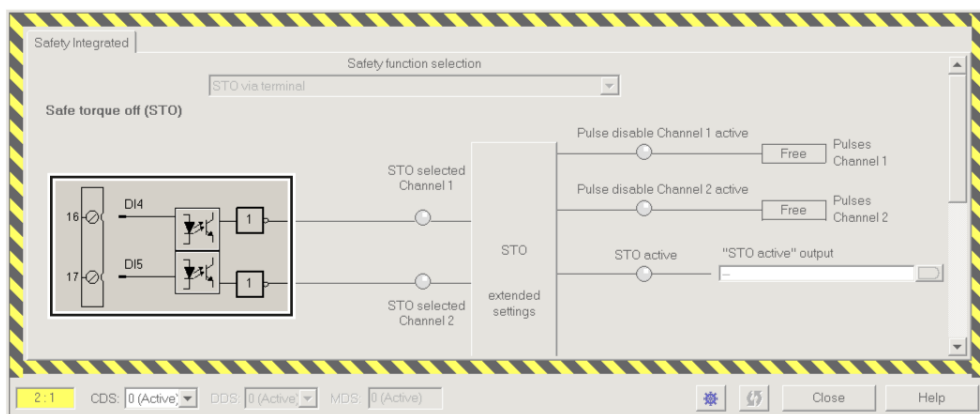 Safety Integrated
Safety function selection
STO via terminal
Safe torque off (STO)
Pulse disable Channel 1 active
Free
Pulses
Channel 1
STO selected
Channel 1
Pulse disable Channel 2 active
Free
Pulses
Channel 2
16
DI4
1
STO
STO active
"STO active" output
17
DI5
1
STO selected
Channel 2
extended
settings
2 : 1
CDS: 0 (Active)
DDS: 0 (Active)
MDS: 0 (Active)
Close
Help